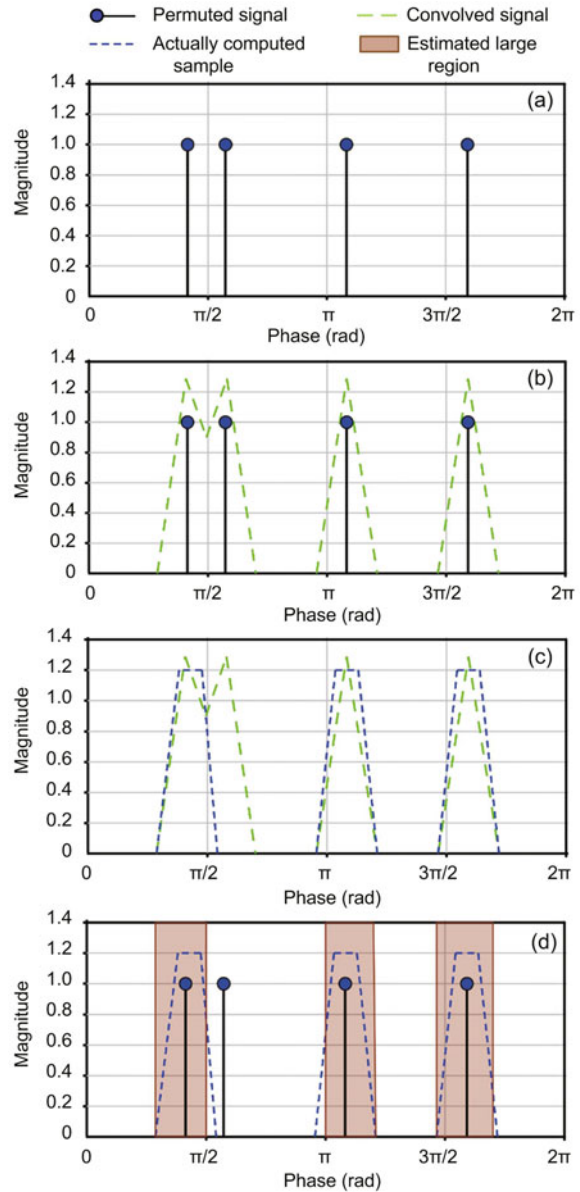 Permuted signal
Convolved signal
Actually computed sample
Estimated large region
(a)
Magnitude
1.4
1.2
1.0
0.8
0.6
0.4
0.2
0
0 π/2 π 3π/2 2π
Phase (rad)
(b)
Magnitude
1.4
1.2
1.0
0.8
0.6
0.4
0.2
0
0 π/2 π 3π/2 2π
Phase (rad)
(c)
Magnitude
1.4
1.2
1.0
0.8
0.6
0.4
0.2
0
0 π/2 π 3π/2 2π
Phase (rad)
(d)
Magnitude
1.4
1.2
1.0
0.8
0.6
0.4
0.2
0
0 π/2 π 3π/2 2π
Phase (rad)